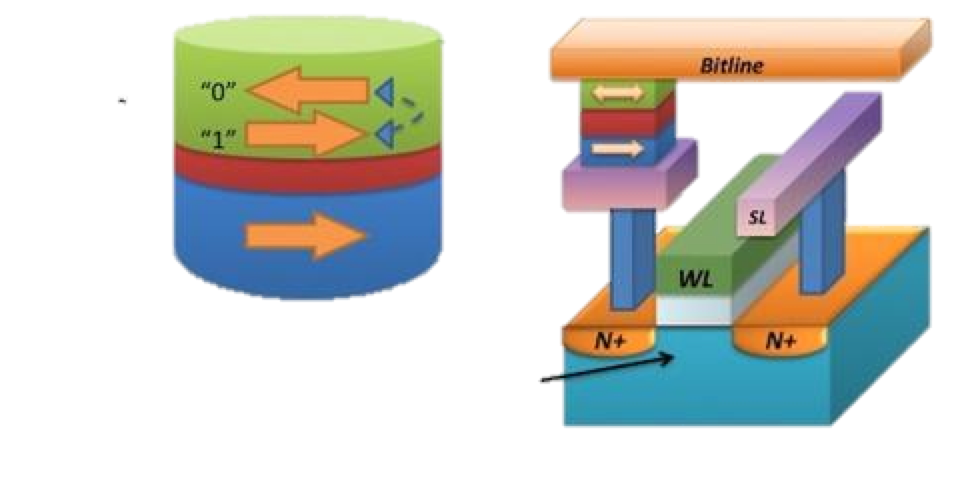 “0”
“1”
Bitline
SL
WL
N+
N+